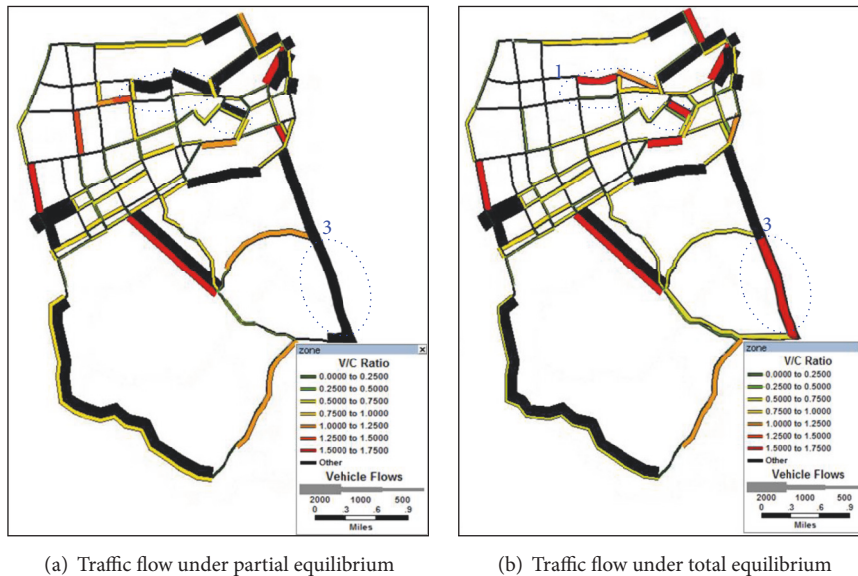 3
zone
V/C Ratio
0.0000 to 0.2500
0.2500 to 0.5000
0.5000 to 0.7500
0.7500 to 1.0000
1.0000 to 1.2500
1.2500 to 1.5000
1.5000 to 1.7500
Other
Vehicle Flows
2000 1000 500
0 .3 .6 .9
Miles
(a) Traffic flow under partial equilibrium
1
3
zone
V/C Ratio
0.0000 to 0.2500
0.2500 to 0.5000
0.5000 to 0.7500
0.7500 to 1.0000
1.0000 to 1.2500
1.2500 to 1.5000
1.5000 to 1.7500
Other
Vehicle Flows
2000 1000 500
0 .3 .6 .9
Miles
(b) Traffic flow under total equilibrium